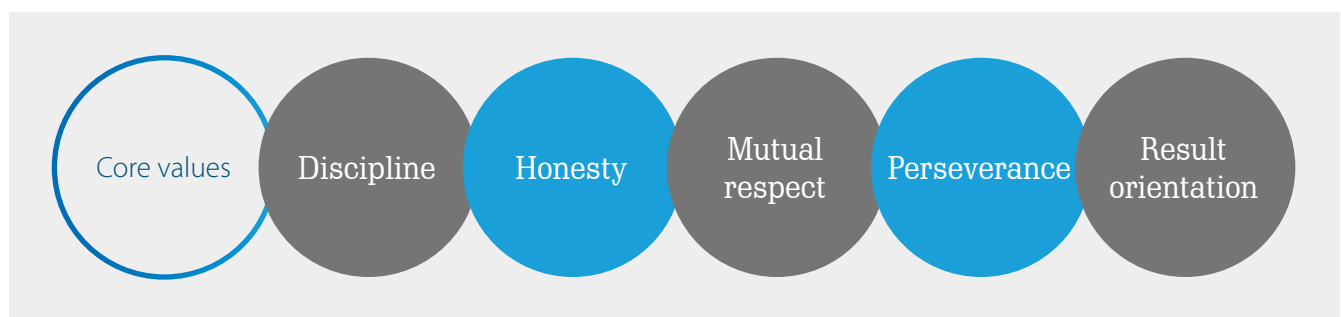 Core values
Discipline
Honesty
Mutual
respect
Perseverance
Result
orientation